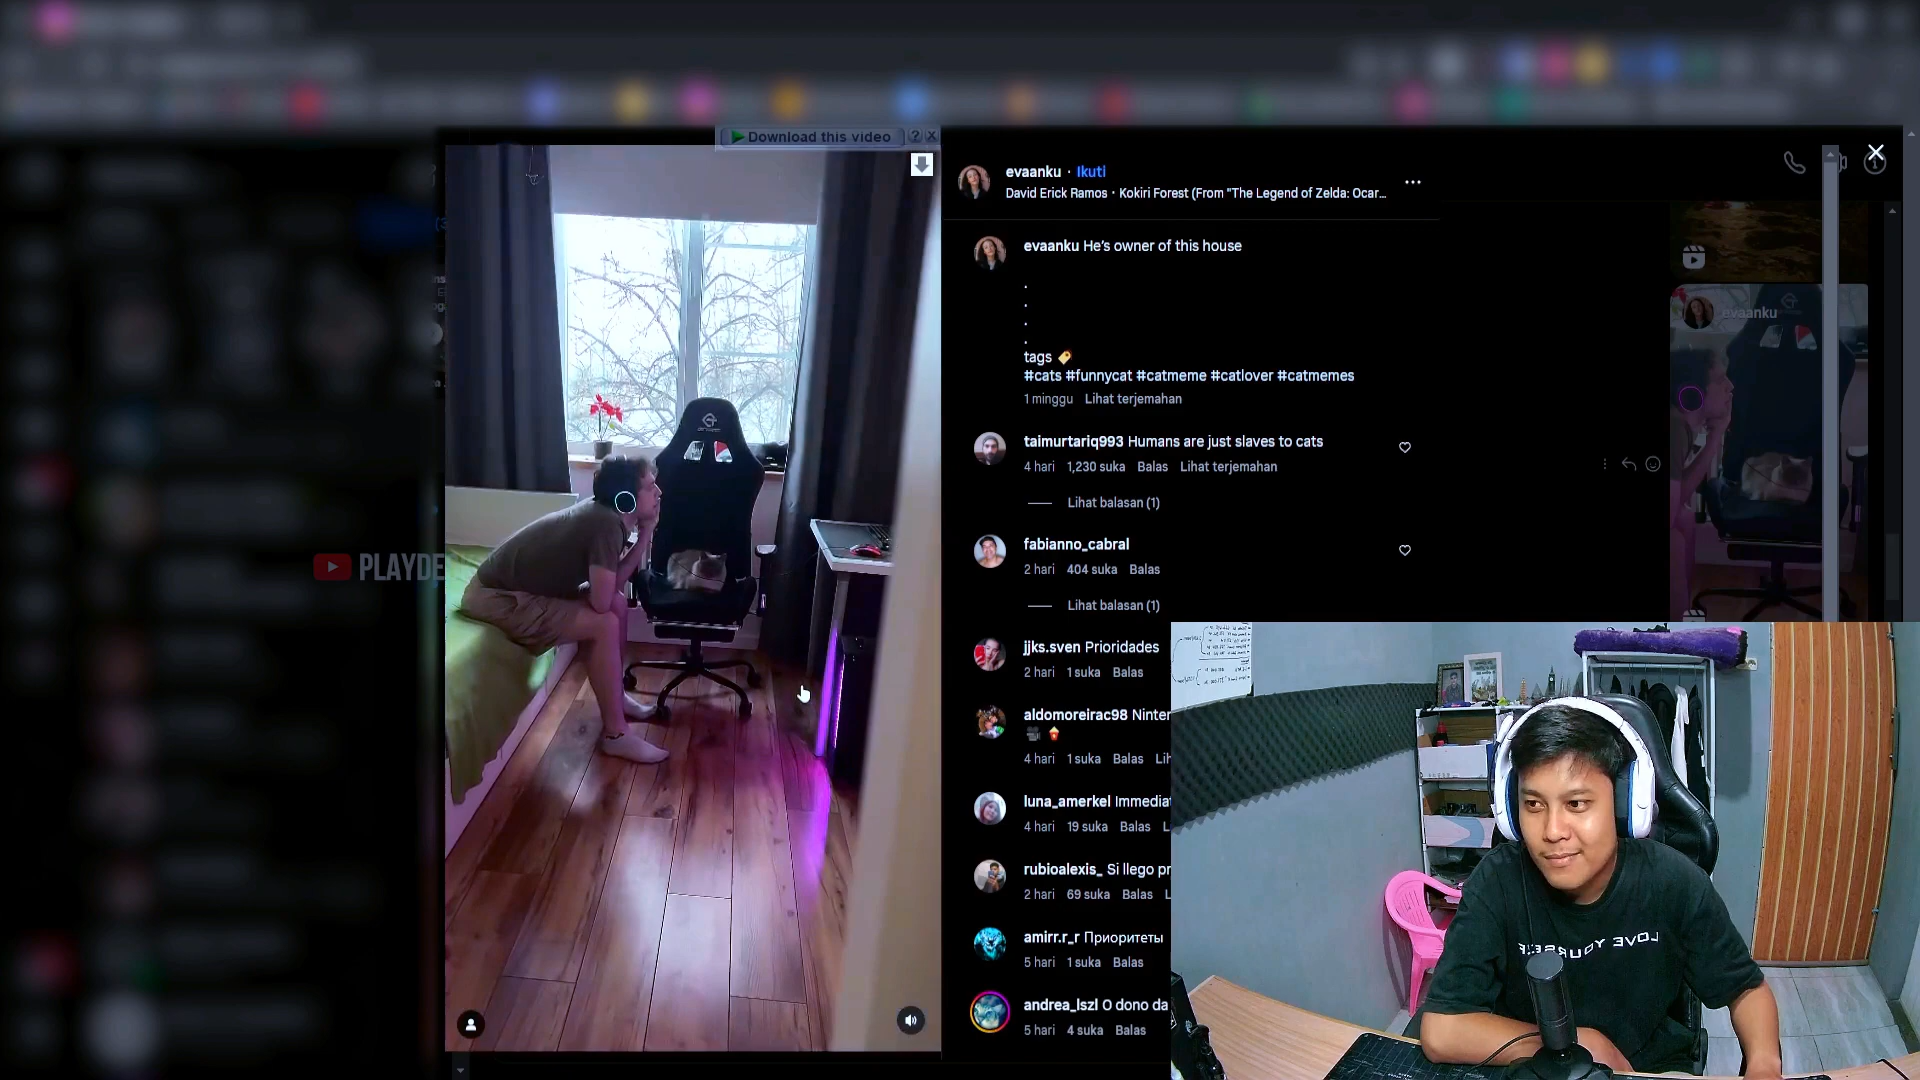 Download this video
?
x
evaanku · Ikuti
David Erick Ramos • Kokiri Forest (From "The Legend of Zelda: Ocar...
evaanku He's owner of this house
.
.
.
.
tags
#cats #funnycat #catmeme #catlover #catmemes
1 minggu Lihat terjemahan
taimurtariq993 Humans are just slaves to cats
4 hari 1,230 suka Balas Lihat terjemahan
Lihat balasan (1)
fabianno_cabral
2 hari 404 suka Balas
Lihat balasan (1)
jjks.sven Prioridades
2 hari 1 suka Balas
aldomoreirac98 Ninten
4 hari 1 suka Balas Lih
luna_amerkel Immediat
4 hari 19 suka Balas L
rubioalexis_ Si llego pr
2 hari 69 suka Balas L
amirr.r_r Приоритеты
5 hari 1 suka Balas
andrea_lszl O dono da
5 hari 4 suka Balas
evaanku
PLAYDE
LOVE YOURSELF